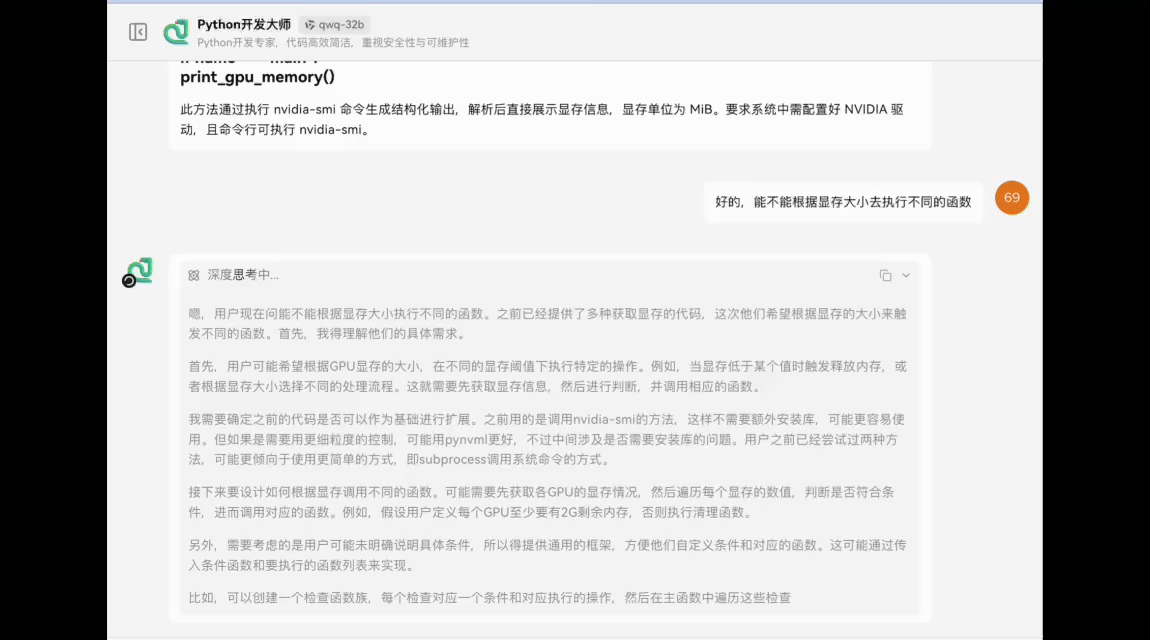 Python开发大师 qwq-32b
Python开发专家，代码高效简洁，重视安全性与可维护性
print_gpu_memory()
此方法通过执行 nvidia-smi 命令生成结构化输出，解析后直接展示显存信息，显存单位为 MiB。要求系统中需配置好 NVIDIA 驱
动，且命令行可执行 nvidia-smi。
好的，能不能根据显存大小去执行不同的函数
69
深度思考中...
嗯，用户现在问能不能根据显存大小执行不同的函数。之前已经提供了多种获取显存的代码，这次他们希望根据显存的大小来触
发不同的函数。首先，我得理解他们的具体需求。
首先，用户可能希望根据GPU显存的大小，在不同的显存阈值下执行特定的操作。例如，当显存低于某个值时触发释放内存，或
者根据显存大小选择不同的处理流程。这就需要先获取显存信息，然后进行判断，并调用相应的函数。
我需要确定之前的代码是否可以作为基础进行扩展。之前用的是调用nvidia-smi的方法，这样不需要额外安装库，可能更容易使
用。但如果是需要用更细粒度的控制，可能用pynvml更好，不过中间涉及是否需要安装库的问题。用户之前已经尝试过两种方
法，可能更倾向于使用更简单的方式，即subprocess调用系统命令的方式。
接下来要设计如何根据显存调用不同的函数。可能需要先获取各GPU的显存情况，然后遍历每个显存的数值，判断是否符合条
件，进而调用对应的函数。例如，假设用户定义每个GPU至少要有2G剩余内存，否则执行清理函数。
另外，需要考虑的是用户可能未明确说明具体条件，所以得提供通用的框架，方便他们自定义条件和对应的函数。这可能通过传
入条件函数和要执行的函数列表来实现。
比如，可以创建一个检查函数族，每个检查对应一个条件和对应执行的操作，然后在主函数中遍历这些检查